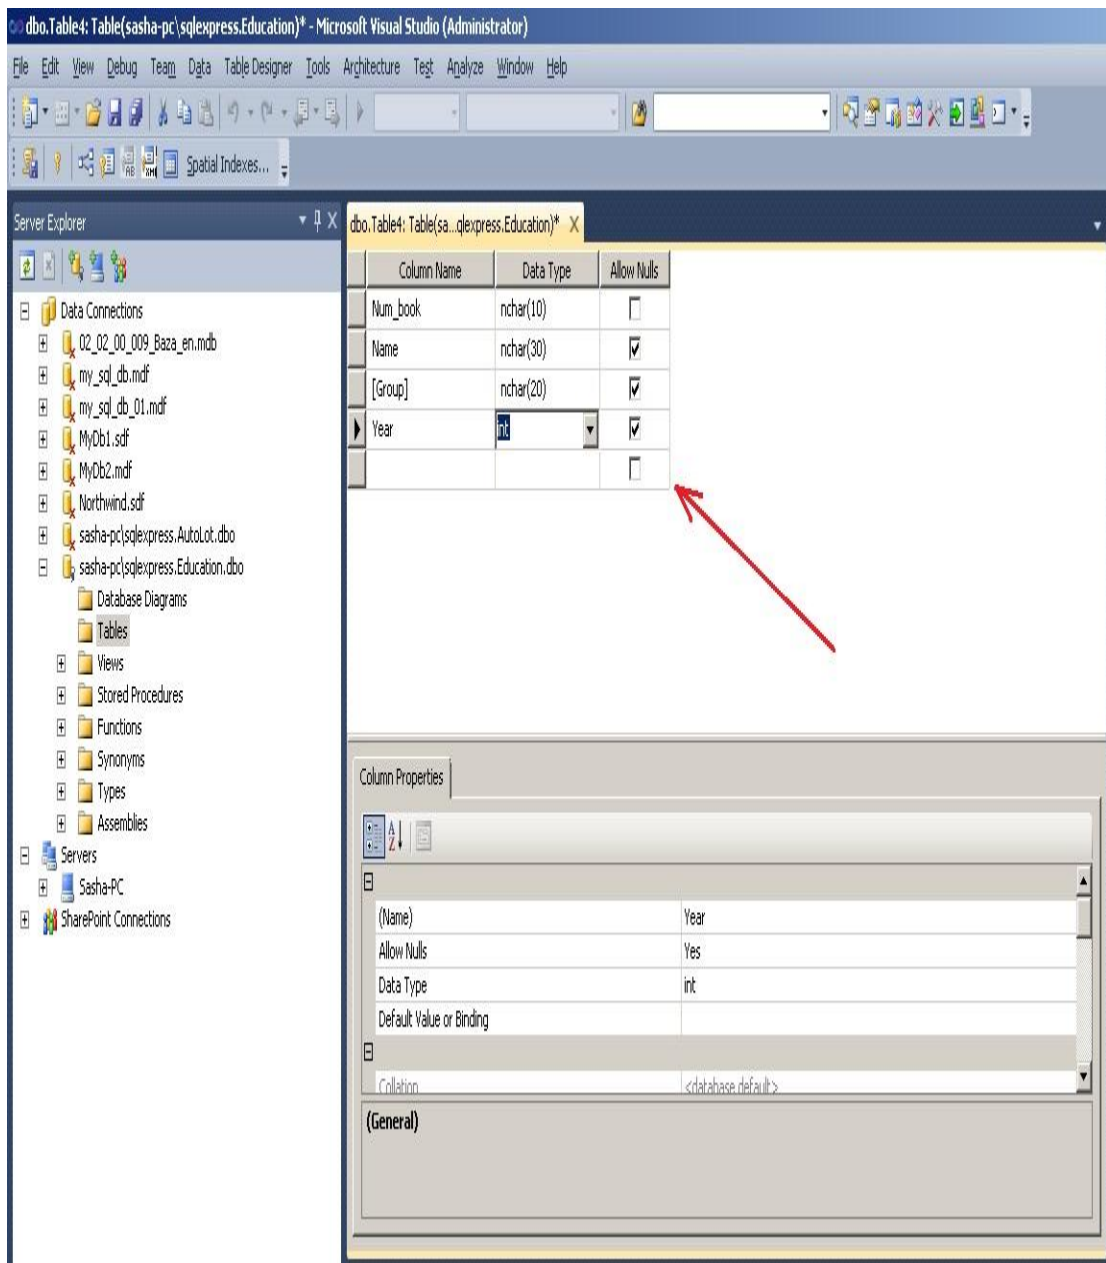 dbo.Table4: Table(sasha-pc\sqlexpress.Education)* - Microsoft Visual Studio (Administrator)
File Edit View Debug Team Data Table Designer Tools Architecture Test Analyze Window Help
Spatial Indexes...
Server Explorer
dbo.Table4: Table(sa...qlexpress.Education)*
Column Name Data Type Allow Nulls
Num_book nchar(10)
Name nchar(30)
[Group] nchar(20)
Year int
Data Connections
02_02_00_009_Baza_en.mdb
my_sql_db.mdf
my_sql_db_01.mdf
MyDb1.sdf
MyDb2.mdf
Northwind.sdf
sasha-pc\sqlexpress.AutoLot.dbo
sasha-pc\sqlexpress.Education.dbo
Database Diagrams
Tables
Views
Stored Procedures
Functions
Synonyms
Types
Assemblies
Servers
Sasha-PC
SharePoint Connections
Column Properties
(Name) Year
Allow Nulls Yes
Data Type int
Default Value or Binding
Collation <database default>
(General)